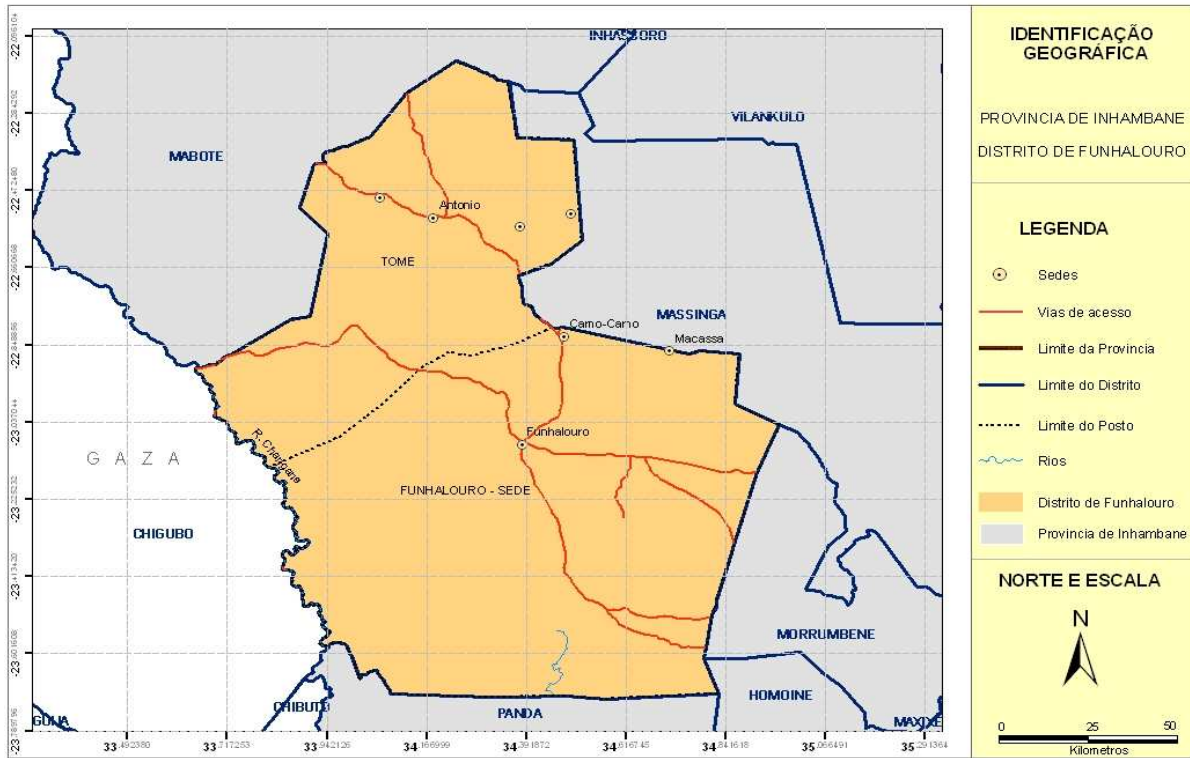 INHASSORO
VILANKULO
MABOTE
Antonio
TOME
MASSINGA
Macassa
Funhalouro
R. Changane
G A Z A
FUNHALOURO - SEDE
CHIGUBO
MORRUMBENE
HOMOINE
CHIBUTO
PANDA
MAXIXE
33.492380
33.717253
33.942126
34.166999
34.391872
34.616745
34.841618
35.066491
35.291364
IDENTIFICAÇÃO
GEOGRÁFICA
PROVINCIA DE INHAMBANE
DISTRITO DE FUNHALOURO
LEGENDA
Sedes
Vias de acesso
Limite da Provincia
Limite do Distrito
Limite do Posto
Rios
Distrito de Funhalouro
Provincia de Inhambane
NORTE E ESCALA
N
0 25 50
Kilometros